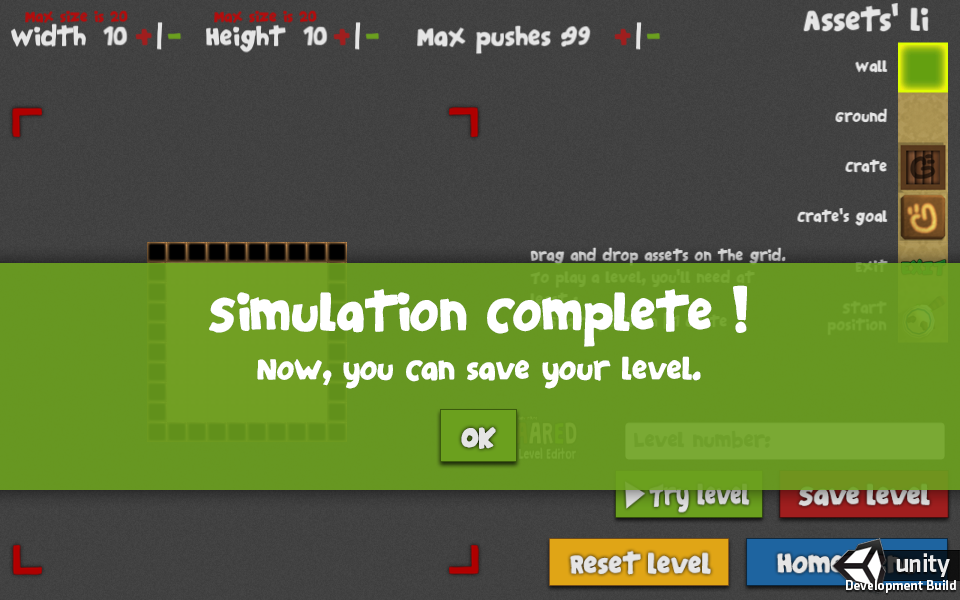 Max size is 20
Max size is 20
Width 10 +|-
Height 10 +|-
Max pushes 99 +|-
Assets' Li
Wall
Ground
Crate
Crate's goal
Exit
Start
position
Drag and drop assets on the grid.
To play a level, you'll need at
Simulation complete !
Now, you can save your level.
OK
ARED
Level Editor
Level number:
Try level
Save level
Reset level
Home
unity
Development Build